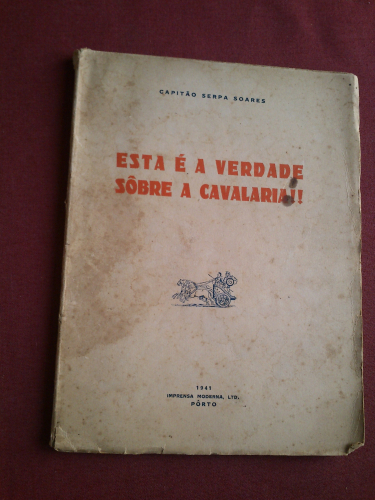 CAPITÃO SERPA SOARES
ESTA É A VERDADE
SÔBRE A CAVALARIA!!
1941
IMPRENSA MODERNA, LTD.
PÔRTO